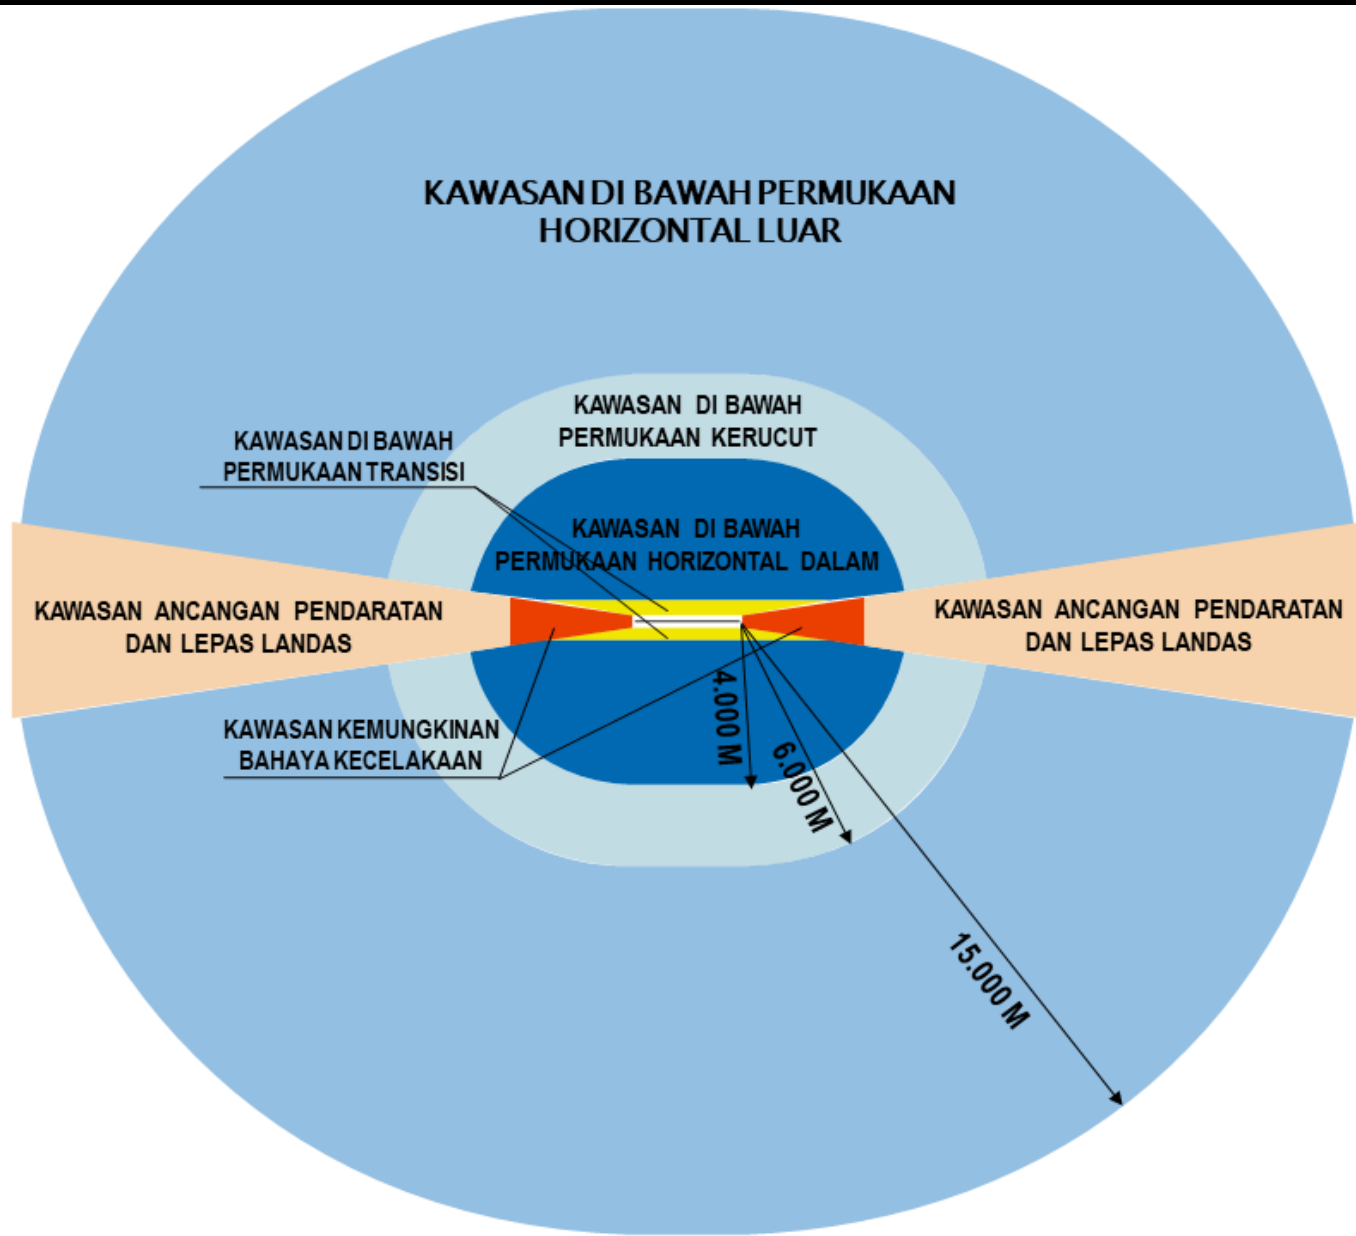 KAWASAN DI BAWAH PERMUKAAN
HORIZONTAL LUAR
KAWASAN DI BAWAH
PERMUKAAN KERUCUT
KAWASAN DI BAWAH
PERMUKAAN TRANSISI
KAWASAN DI BAWAH
PERMUKAAN HORIZONTAL DALAM
KAWASAN ANCANGAN PENDARATAN
DAN LEPAS LANDAS
KAWASAN ANCANGAN PENDARATAN
DAN LEPAS LANDAS
KAWASAN KEMUNGKINAN
BAHAYA KECELAKAAN
4.000 M
6.000 M
15.000 M